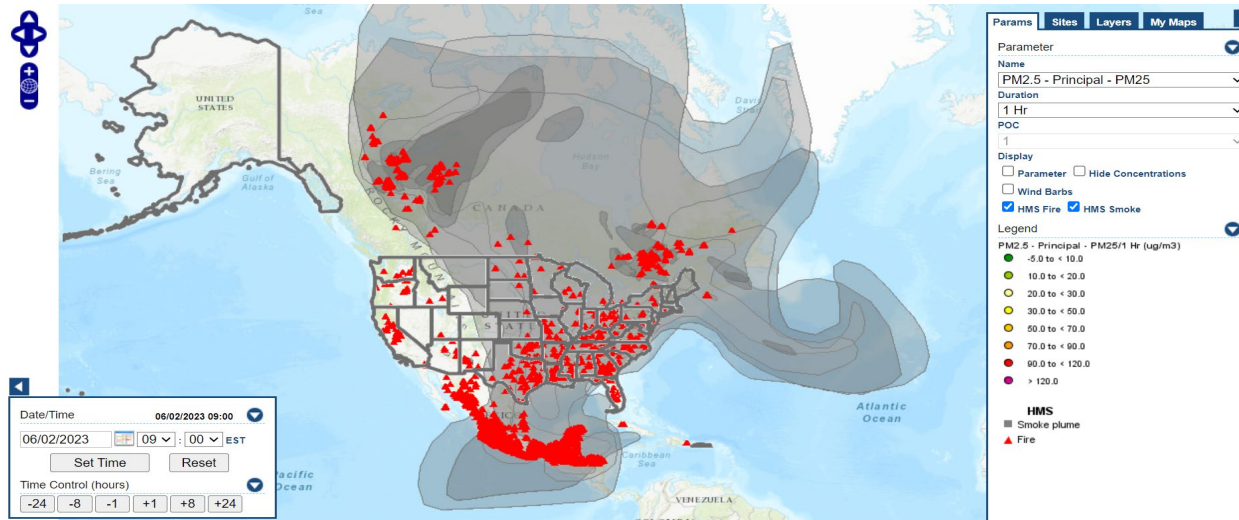 Sea
UNITED
STATES
Bering
Sea
Gulf of
Alaska
Davis
Strait
Hudson
Bay
CANADA
ROCKY MOUN
UNITED
STATES
Atlantic
Ocean
Caribbean
Sea
Pacific
Ocean
VENEZUELA
Params Sites Layers My Maps
Parameter
Name
PM2.5 - Principal - PM25
Duration
1 Hr
POC
1
Display
Parameter Hide Concentrations
Wind Barbs
HMS Fire HMS Smoke
Legend
PM2.5 - Principal - PM25/1 Hr (ug/m3)
-5.0 to < 10.0
10.0 to < 20.0
20.0 to < 30.0
30.0 to < 50.0
50.0 to < 70.0
70.0 to < 90.0
90.0 to < 120.0
> 120.0
HMS
Smoke plume
Fire
Date/Time 06/02/2023 09:00
06/02/2023 09 : 00 EST
Set Time Reset
Time Control (hours)
-24 -8 -1 +1 +8 +24